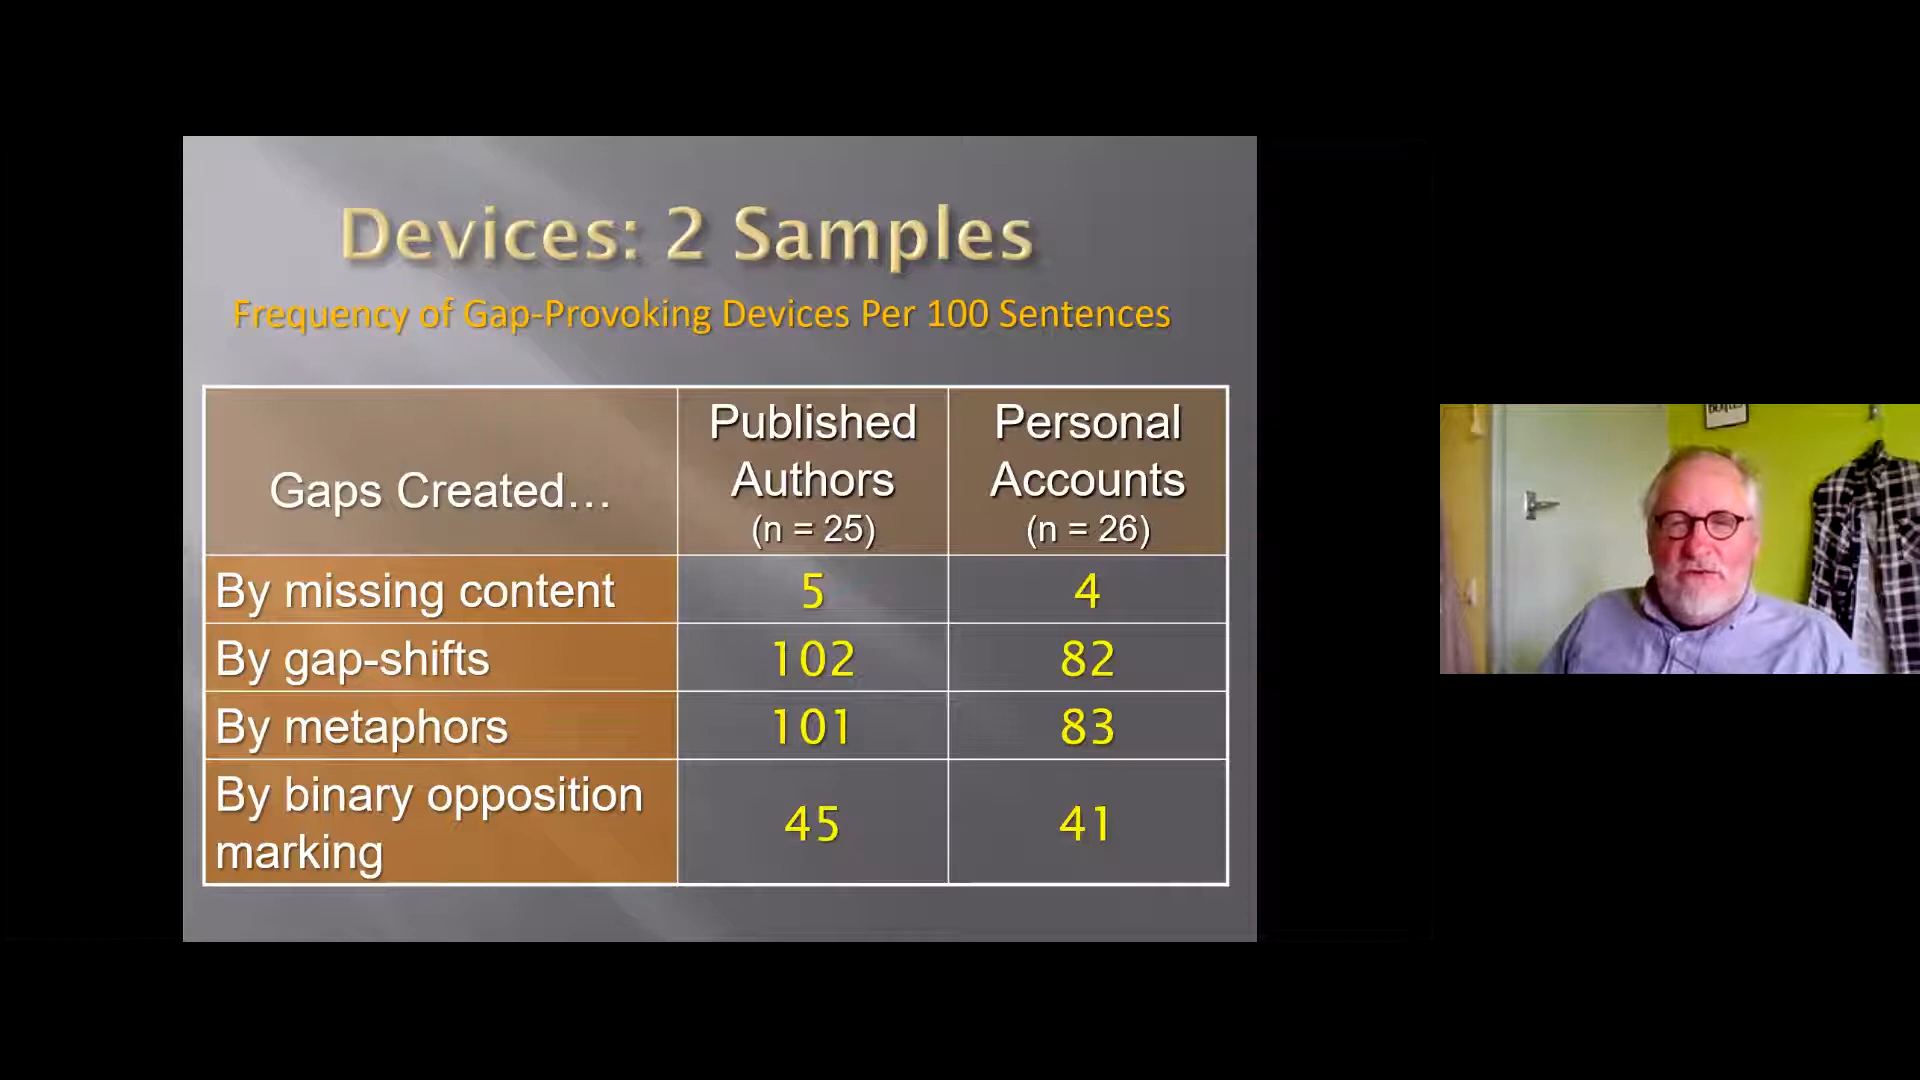 Devices: 2 Samples
Frequency of Gap-Provoking Devices Per 100 Sentences
Gaps Created…
Published
Authors
(n = 25)
Personal
Accounts
(n = 26)
By missing content
5
4
By gap-shifts
102
82
By metaphors
101
83
By binary opposition
marking
45
41